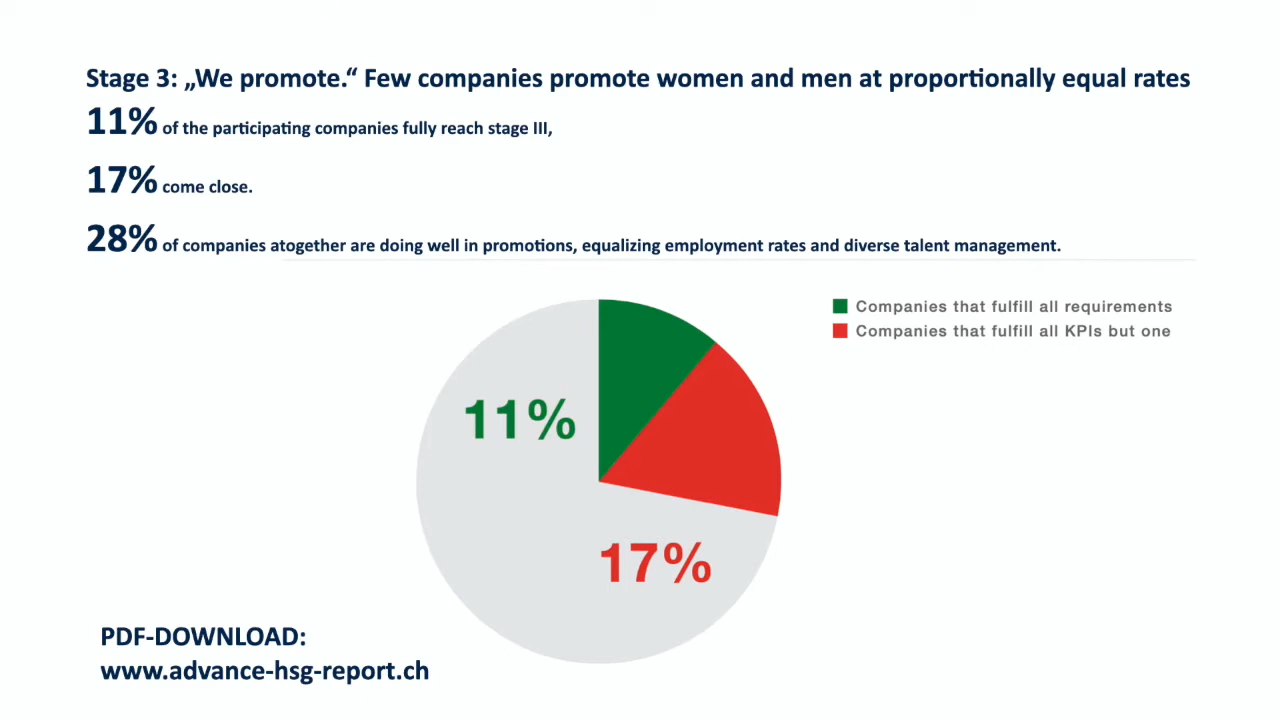 Stage 3: „We promote.“ Few companies promote women and men at proportionally equal rates
11% of the participating companies fully reach stage III,
17% come close.
28% of companies atogether are doing well in promotions, equalizing employment rates and diverse talent management.
Companies that fulfill all requirements
Companies that fulfill all KPIs but one
11%
17%
PDF-DOWNLOAD:
www.advance-hsg-report.ch